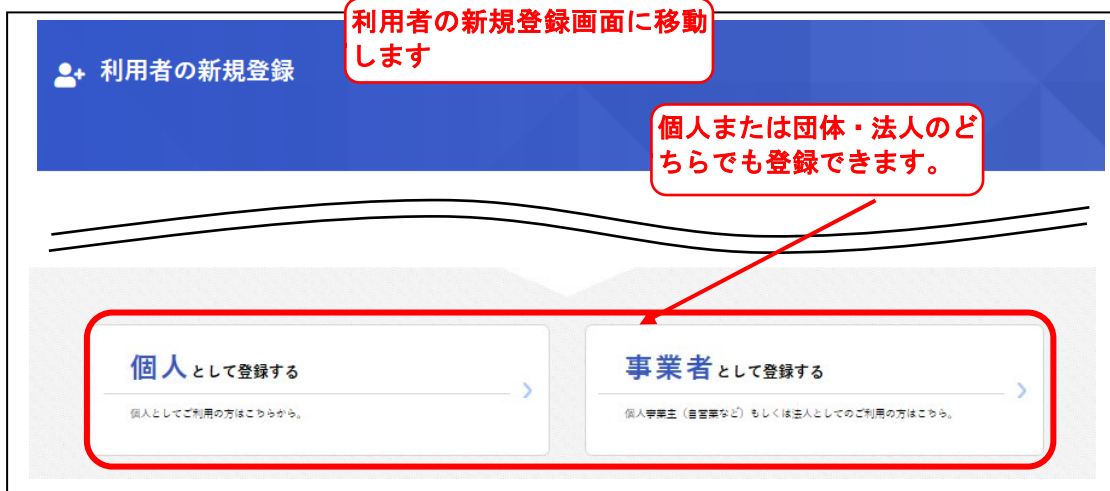 利用者の新規登録画面に移動
します
利用者の新規登録
個人または団体・法人のど
ちらでも登録できます。
個人として登録する
個人としてご利用の方はこちらから。
事業者として登録する
個人事業主（自営業など）もしくは法人としてのご利用の方はこちら。